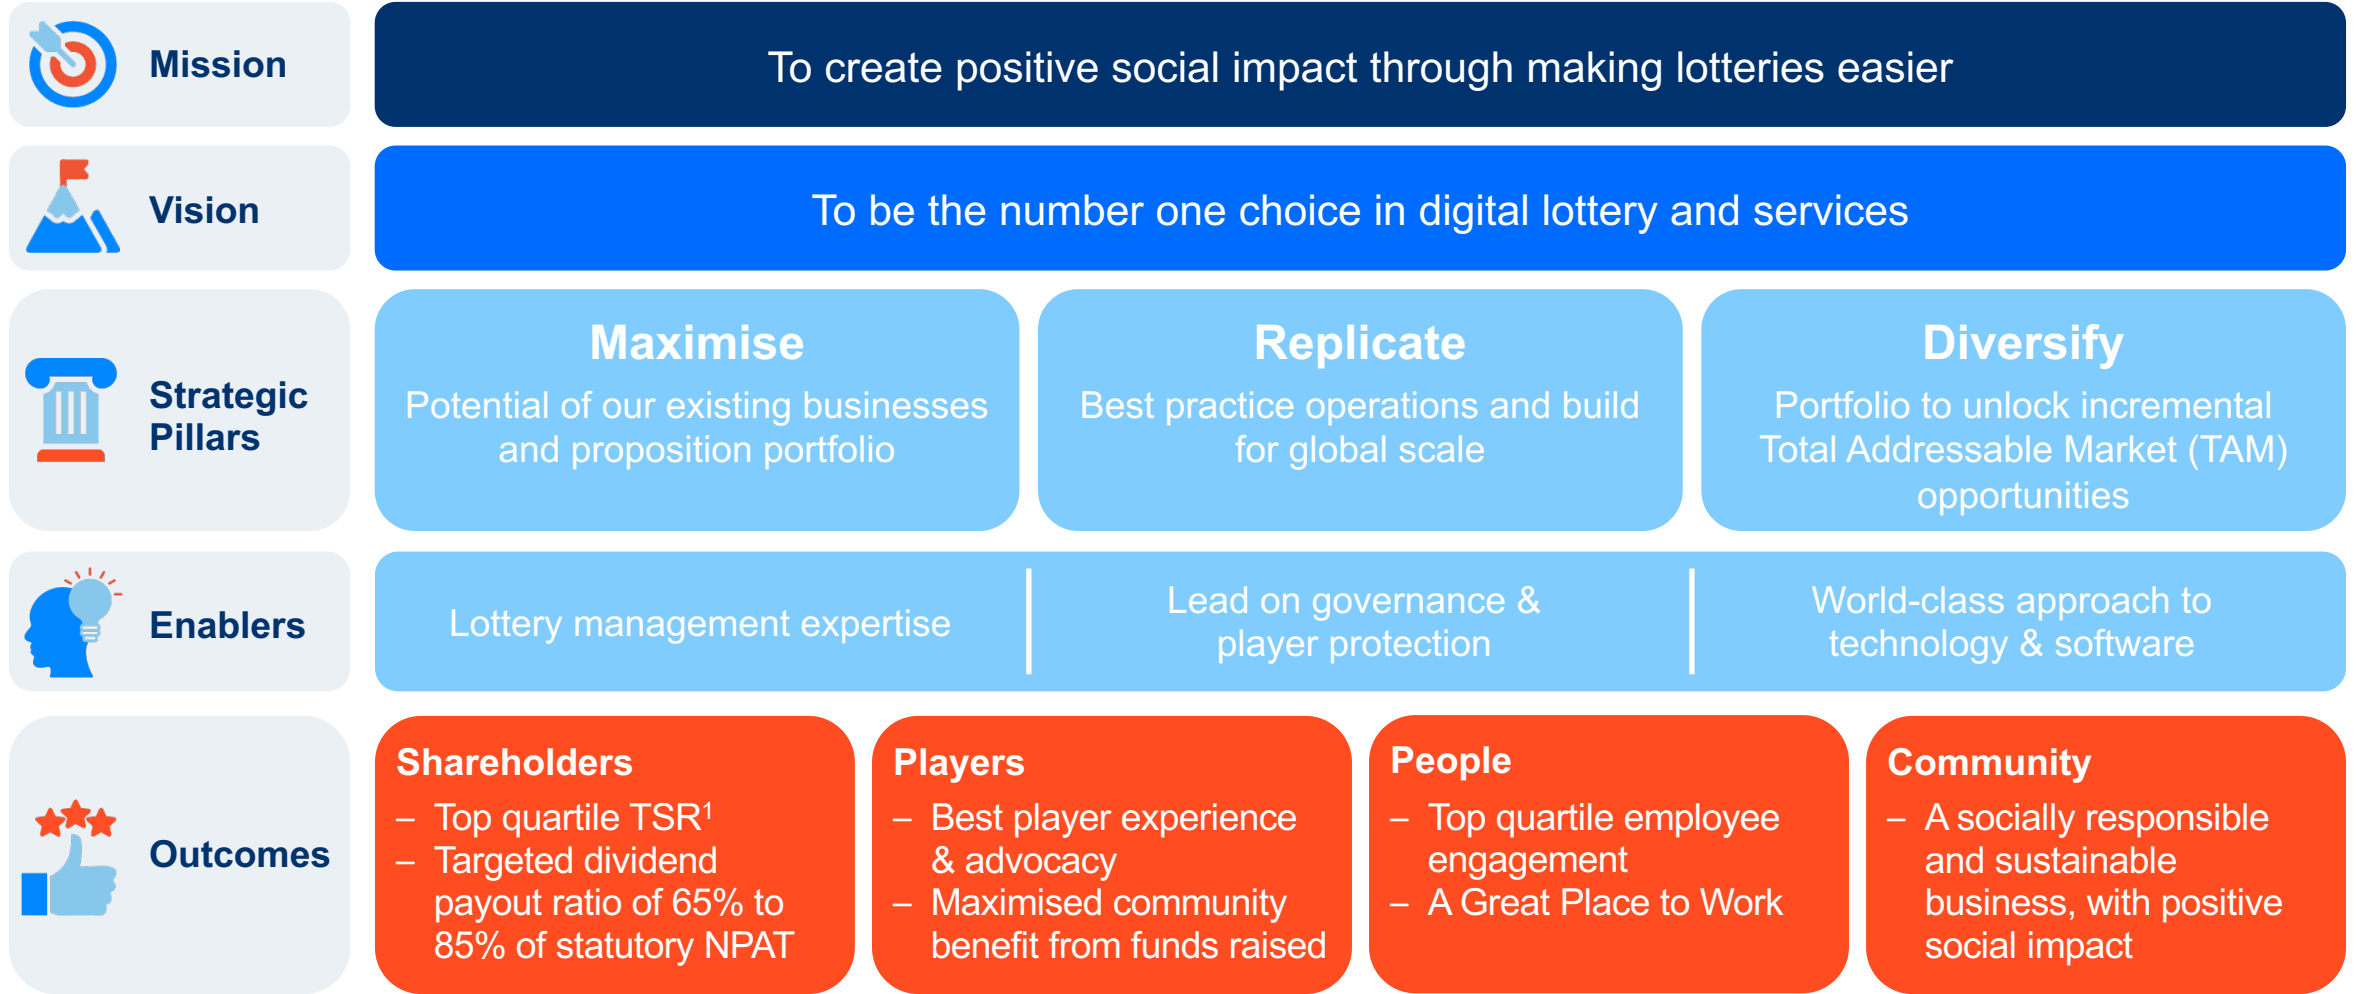 Mission
To create positive social impact through making lotteries easier
Vision
To be the number one choice in digital lottery and services
Strategic
Pillars
Maximise
Potential of our existing businesses
and proposition portfolio
Replicate
Best practice operations and build
for global scale
Diversify
Portfolio to unlock incremental
Total Addressable Market (TAM)
opportunities
Enablers
Lottery management expertise
Lead on governance &
player protection
World-class approach to
technology & software
Outcomes
Shareholders
– Top quartile TSR¹
– Targeted dividend
payout ratio of 65% to
85% of statutory NPAT
Players
– Best player experience
& advocacy
– Maximised community
benefit from funds raised
People
– Top quartile employee
engagement
– A Great Place to Work
Community
– A socially responsible
and sustainable
business, with positive
social impact